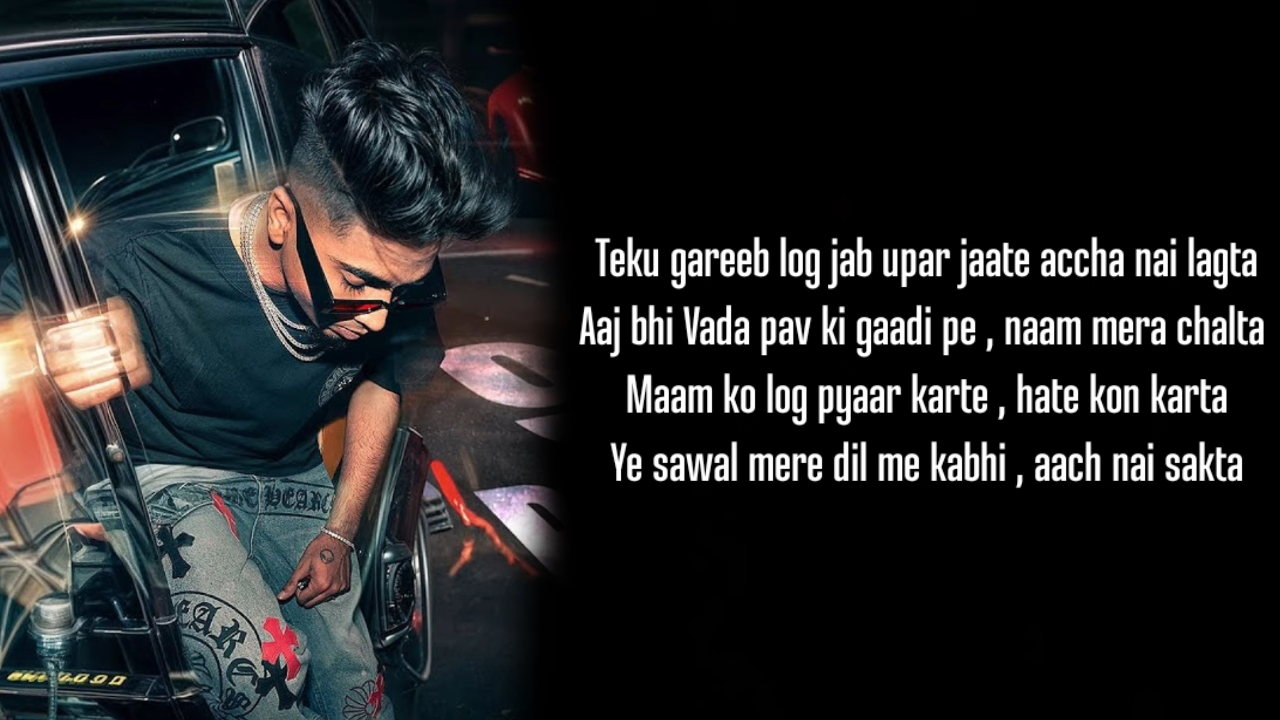 Teku gareeb log jab upar jaate accha nai lagta
Aaj bhi Vada pav ki gaadi pe , naam mera chalta
Maam ko log pyaar karte , hate kon karta
Ye sawal mere dil me kabhi , aach nai sakta
HEARTS